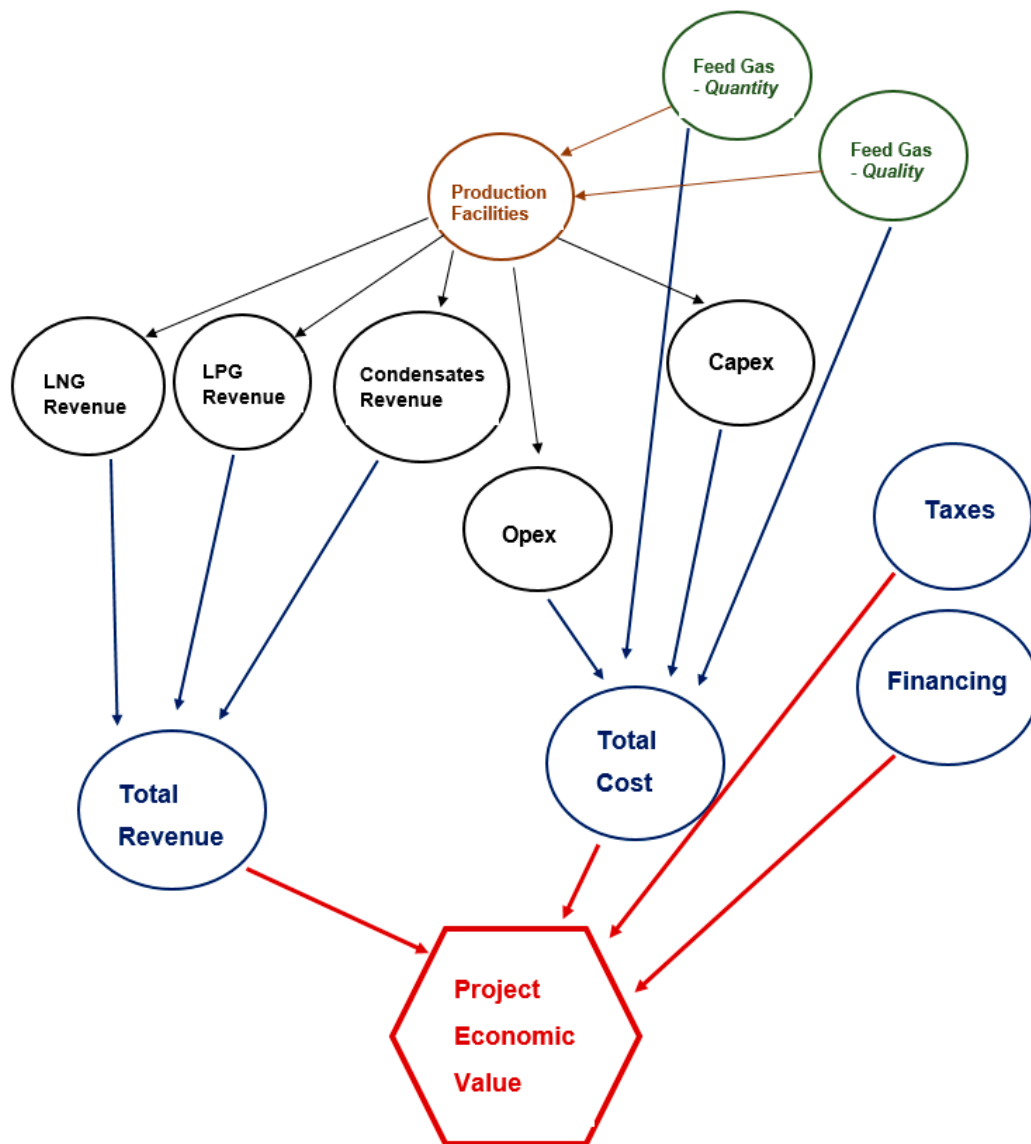 Feed Gas
- Quantity
Feed Gas
- Quality
Production
Facilities
LNG
Revenue
LPG
Revenue
Condensates
Revenue
Capex
Opex
Taxes
Financing
Total
Cost
Total
Revenue
Project
Economic
Value